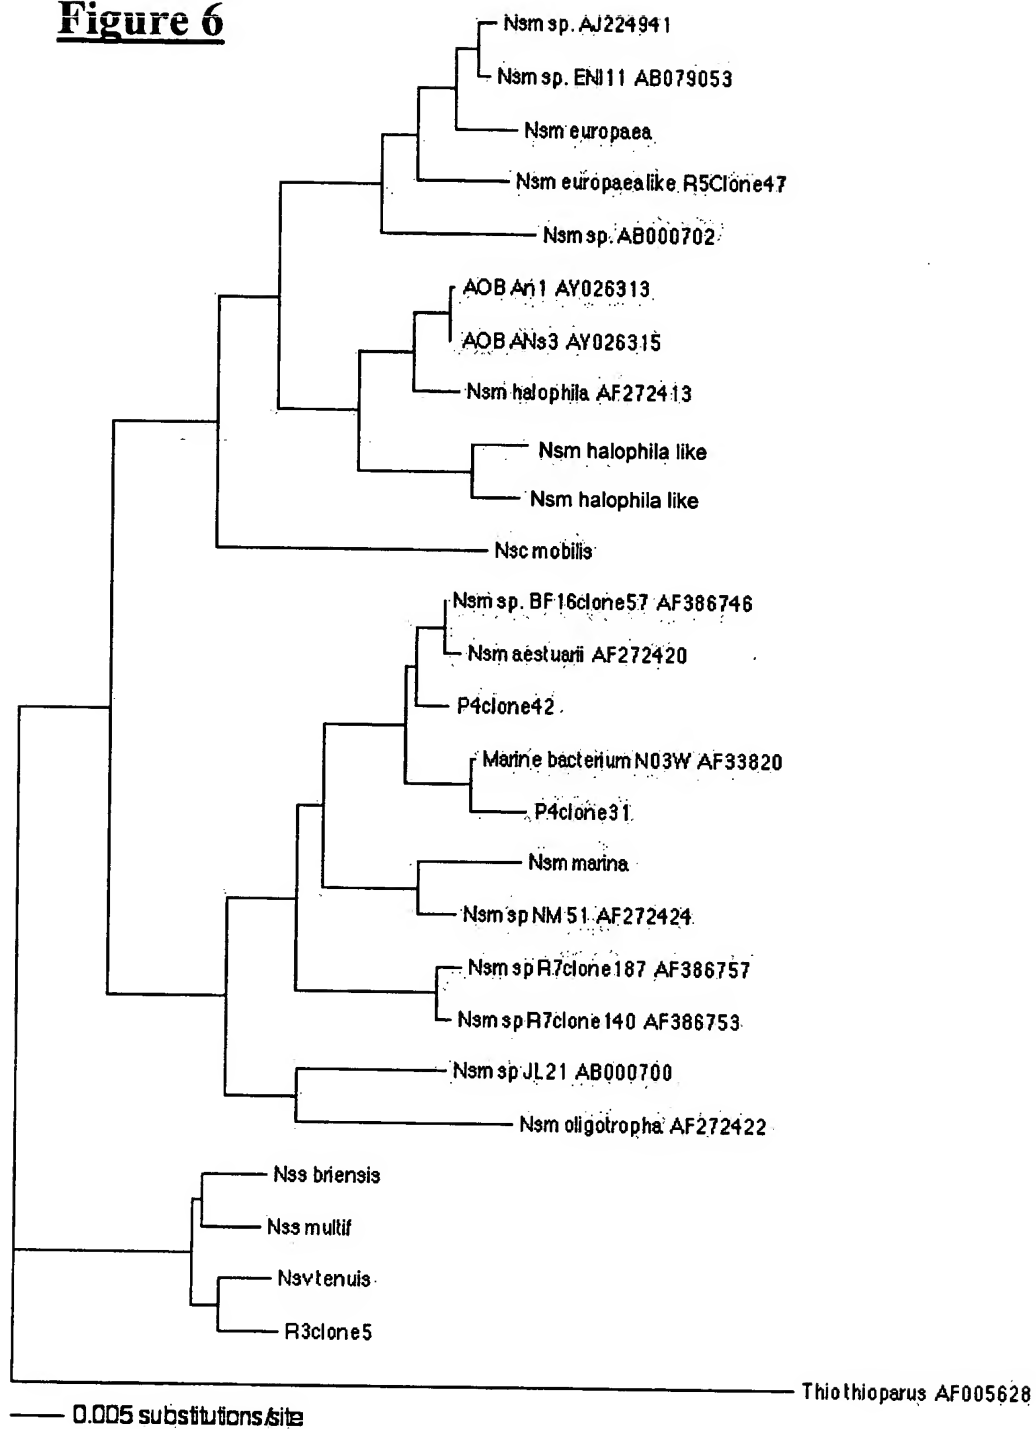 Figure 6
Nsm sp. AJ224941
Nsm sp. ENI11 AB079053
Nsm europaea
Nsm europaealike R5Clone47
Nsm sp. AB000702
AOB An1 AY026313
AOB ANs3 AY026315
Nsm halophila AF272413
Nsm halophila like
Nsm halophila like
Nsc mobilis
Nsm sp. BF16clone57 AF386746
Nsm aestuarii AF272420
P4clone42
Marine bacterium N03W AF33820
P4clone31
Nsm marina
Nsm sp NM 51 AF272424
Nsm sp R7clone187 AF386757
Nsm sp R7clone140 AF386753
Nsm sp JL21 AB000700
Nsm oligotropha AF272422
Nss briensis
Nss multif
Nsv tenuis
R3clone5
Thiothioparus AF005628
0.005 substitutions/site